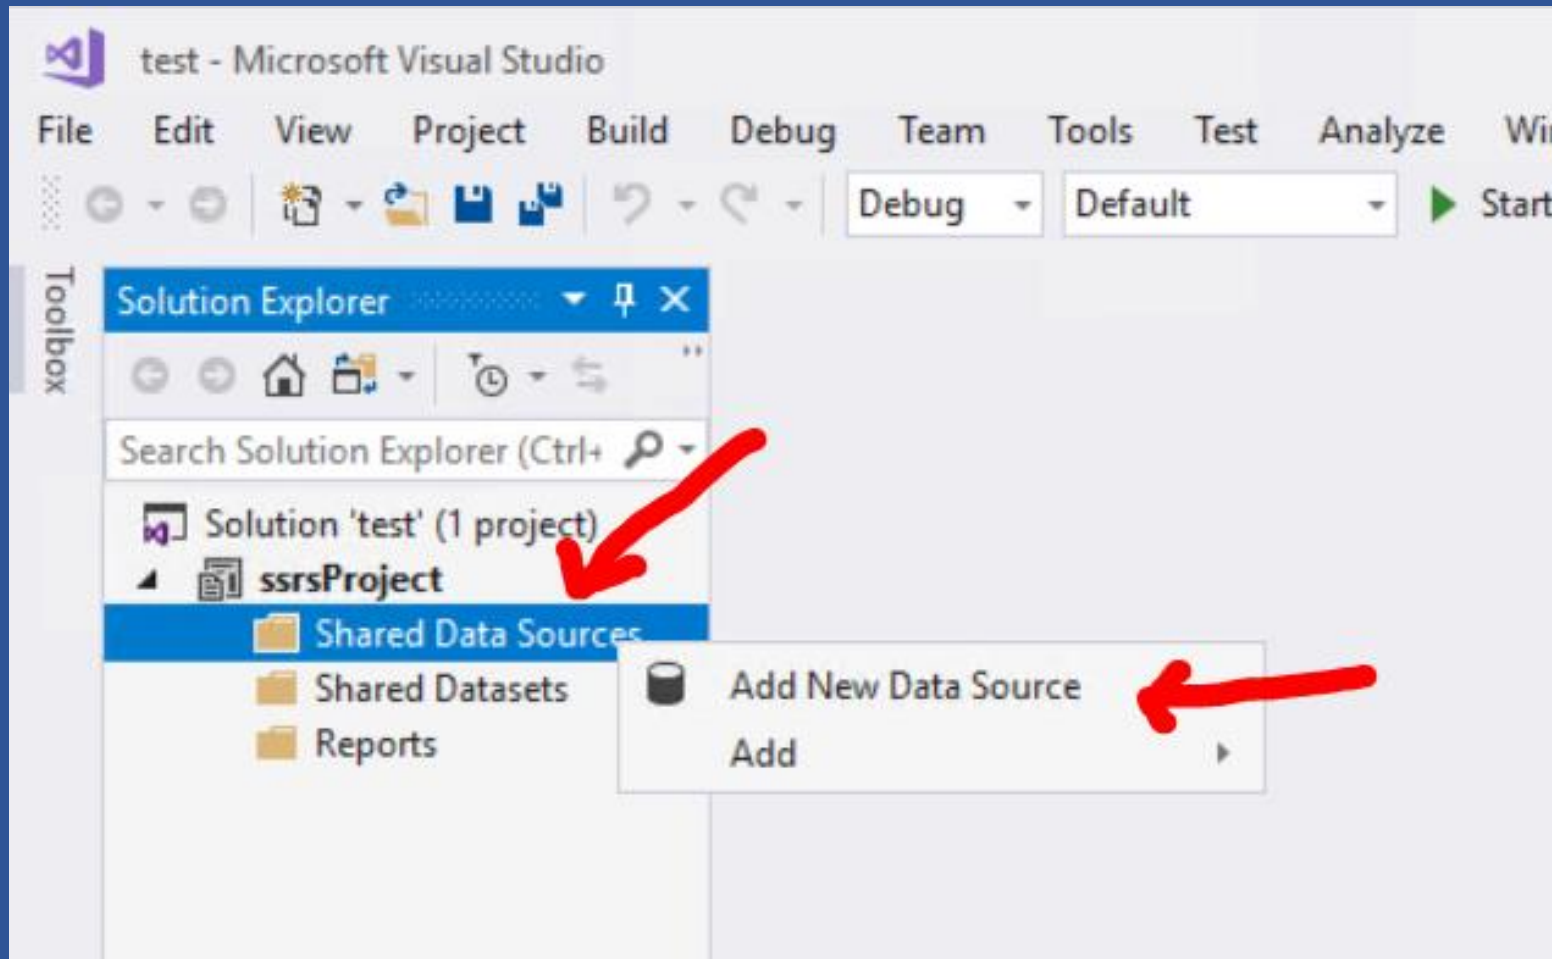 test - Microsoft Visual Studio
File Edit View Project Build Debug Team Tools Test Analyze
Debug Default Start
Toolbox
Solution Explorer
Search Solution Explorer (Ctrl+
Solution 'test' (1 project)
ssrsProject
Shared Data Sources
Add New Data Source
Shared Datasets
Add
Reports